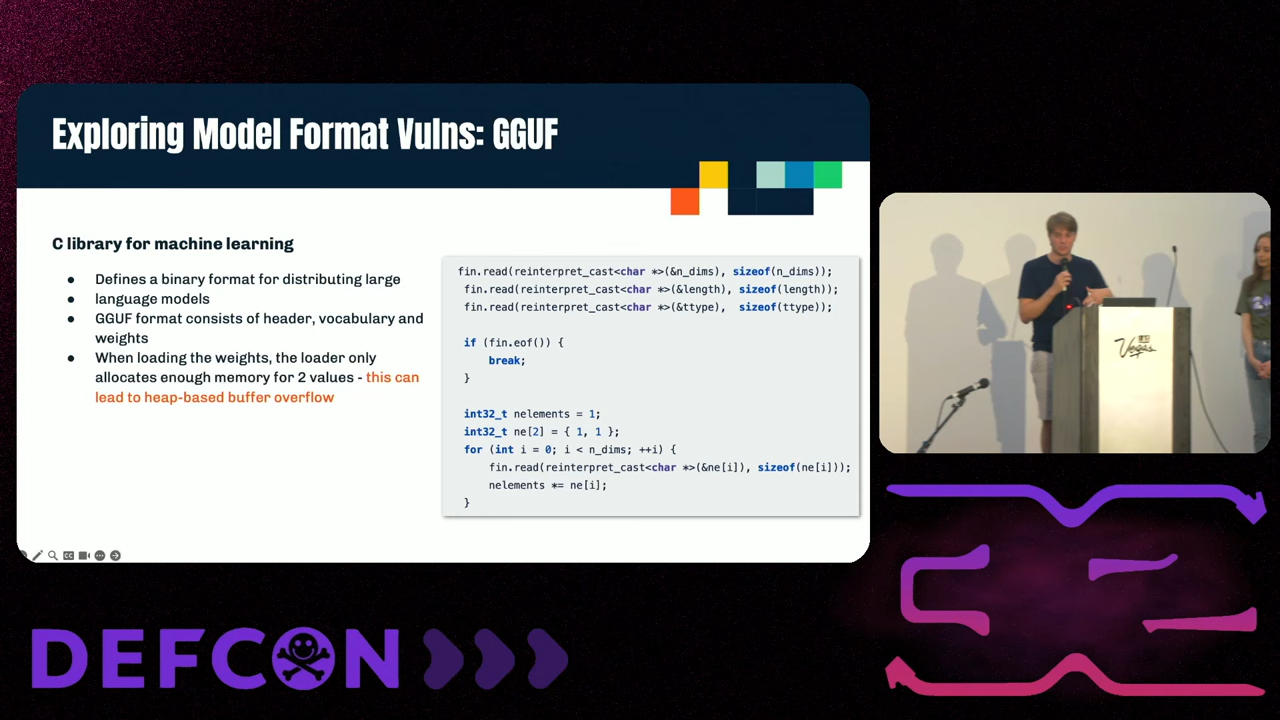 Exploring Model Format Vulns: GGUF
C library for machine learning
Defines a binary format for distributing large
language models
GGUF format consists of header, vocabulary and
weights
When loading the weights, the loader only
allocates enough memory for 2 values - this can
lead to heap-based buffer overflow
fin.read(reinterpret_cast<char *>(&n_dims), sizeof(n_dims));
fin.read(reinterpret_cast<char *>(&length), sizeof(length));
fin.read(reinterpret_cast<char *>(&ttype), sizeof(ttype));
if (fin.eof()) {
break;
}
int32_t nelements = 1;
int32_t ne[2] = { 1, 1 };
for (int i = 0; i < n_dims; ++i) {
fin.read(reinterpret_cast<char *>(&ne[i]), sizeof(ne[i]));
nelements *= ne[i];
}
Vegas
DEFCON